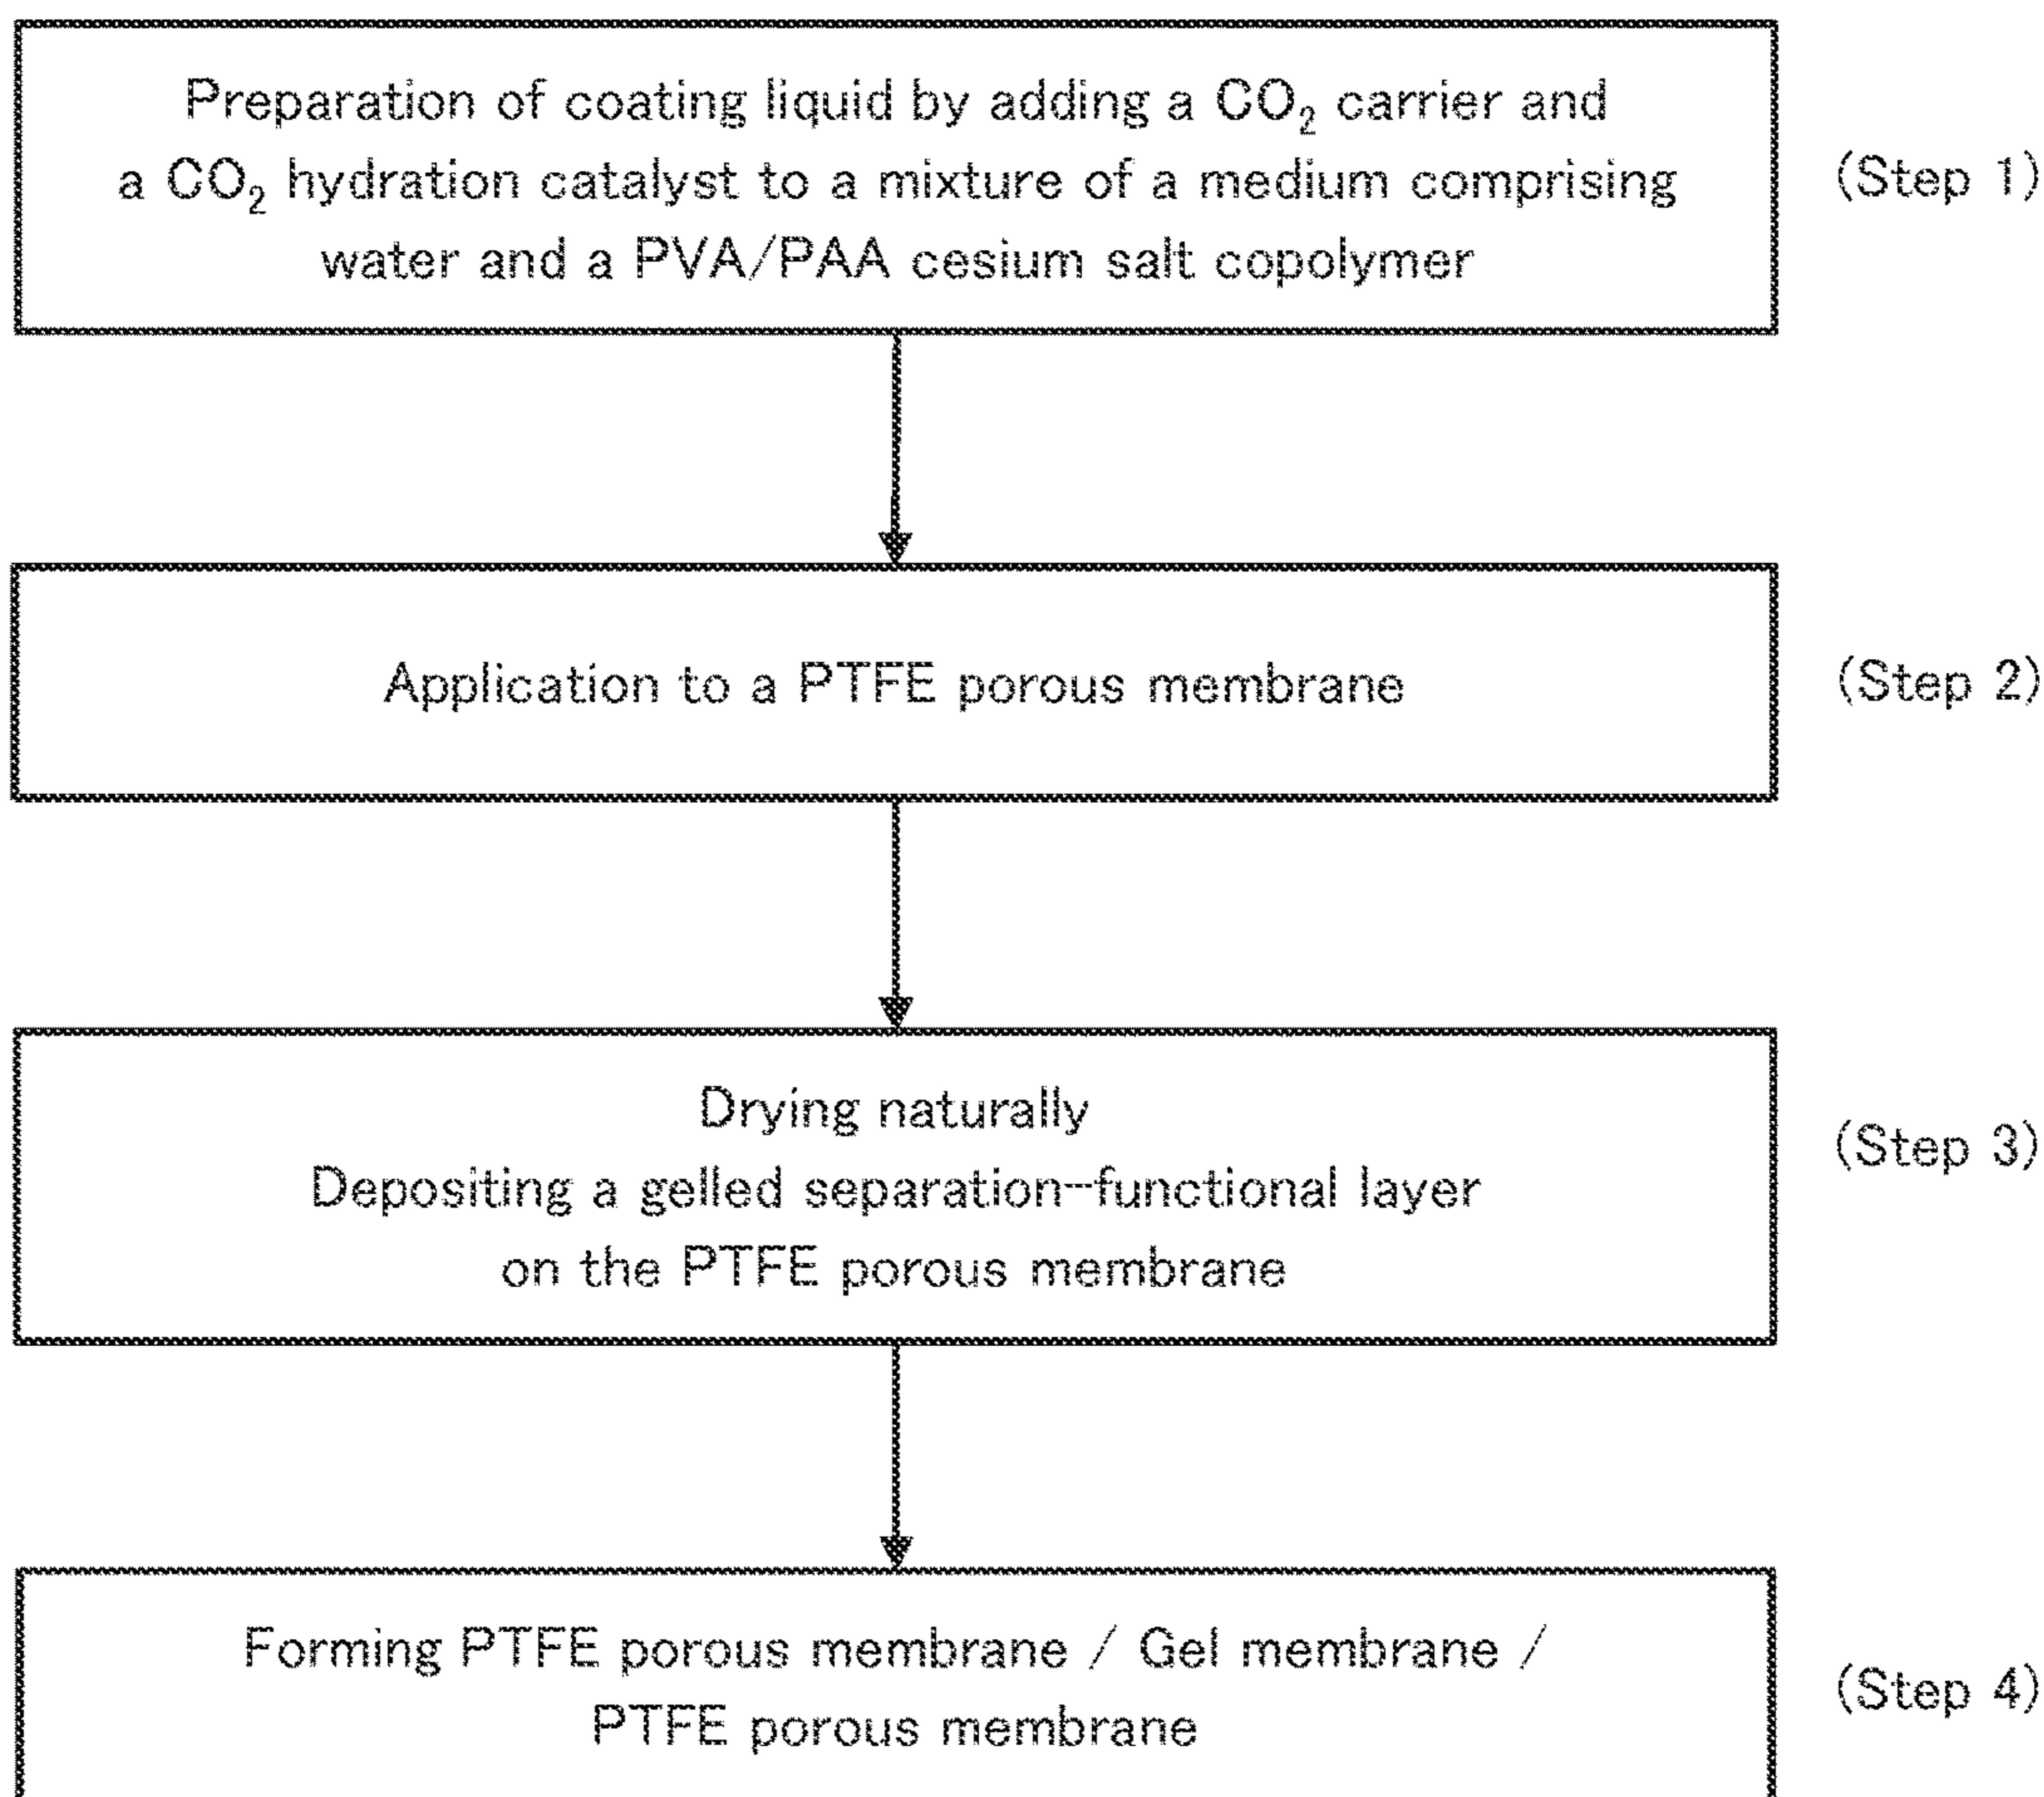 Preparation of coating liquid by adding a CO₂ carrier and
a CO₂ hydration catalyst to a mixture of a medium comprising
water and a PVA/PAA cesium salt copolymer
(Step 1)
Application to a PTFE porous membrane
(Step 2)
Drying naturally
Depositing a gelled separation-functional layer
on the PTFE porous membrane
(Step 3)
Forming PTFE porous membrane / Gel membrane /
PTFE porous membrane
(Step 4)